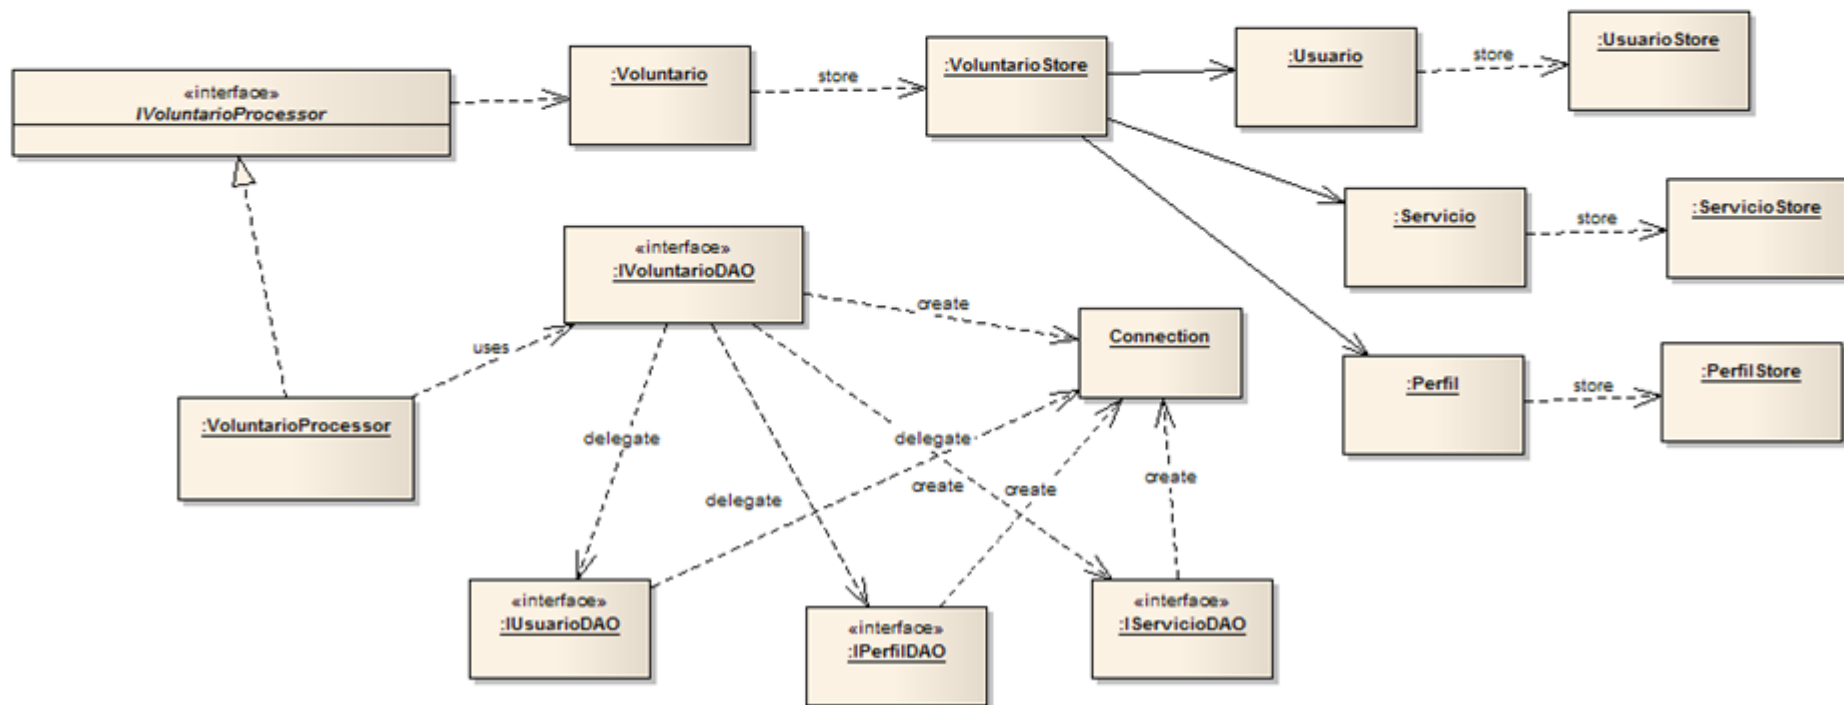 «interface»
IVoluntarioProcessor
:Voluntario
store
:VoluntarioStore
:Usuario
store
:UsuarioStore
:Servicio
store
:ServicioStore
«interface»
:IVoluntarioDAO
create
Connection
uses
:Perfil
store
:PerfilStore
:VoluntarioProcessor
delegate
delegate
delegate
create
create
create
«interface»
:IUsuarioDAO
«interface»
:IPerfilDAO
«interface»
:IServicioDAO